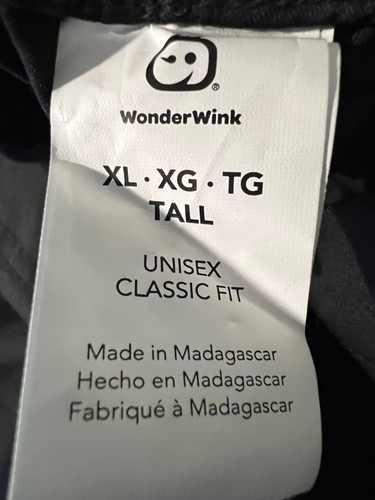 ®
WonderWink
XL · XG · TG
TALL
UNISEX
CLASSIC FIT
Made in Madagascar
Hecho en Madagascar
Fabriqué à Madagascar